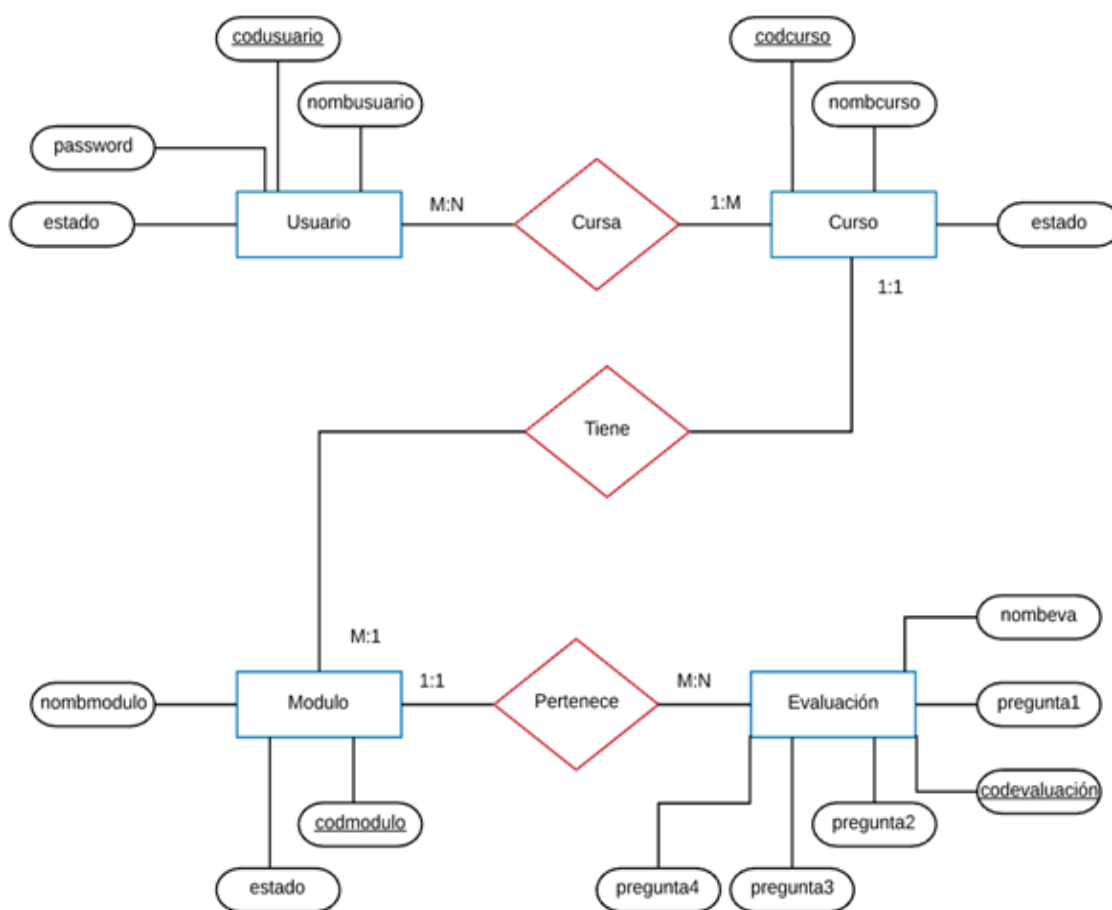 codusuario
codcurso
nombusuario
nombcurso
password
estado
Usuario
M:N
Cursa
1:M
Curso
estado
1:1
Tiene
M:1
nombeva
nombmodulo
Modulo
1:1
Pertenece
M:N
Evaluación
pregunta1
codevaluación
codmodulo
pregunta2
estado
pregunta4
pregunta3